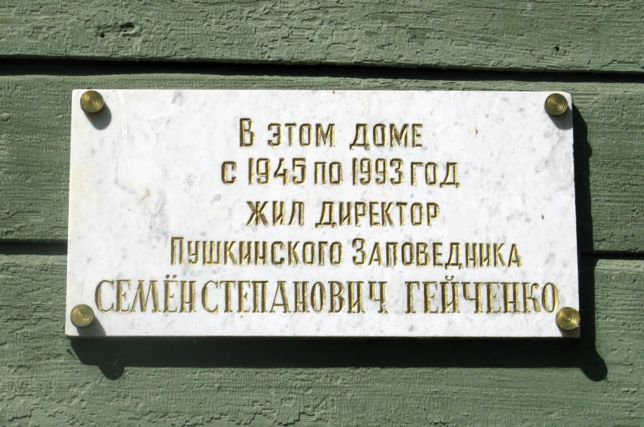 В этом доме
с 1945 по 1993 год
жил директор
Пушкинского Заповедника
СЕМЁН СТЕПАНОВИЧ ГЕЙЧЕНКО